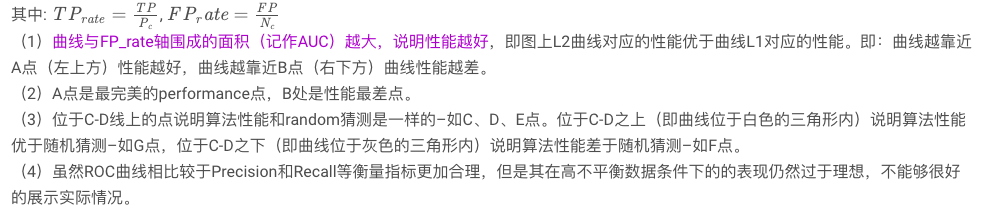 其中: TP_{rate} = \frac{TP}{P_c}, FP_rate = \frac{FP}{N_c}
（1）曲线与FP_rate轴围成的面积（记作AUC）越大，说明性能越好，即图上L2曲线对应的性能优于曲线L1对应的性能。即：曲线越靠近
A点（左上方）性能越好，曲线越靠近B点（右下方）曲线性能越差。
（2）A点是最完美的performance点，B处是性能最差点。
（3）位于C-D线上的点说明算法性能和random猜测是一样的–如C、D、E点。位于C-D之上（即曲线位于白色的三角形内）说明算法性能
优于随机猜测–如G点，位于C-D之下（即曲线位于灰色的三角形内）说明算法性能差于随机猜测–如F点。
（4）虽然ROC曲线相比较于Precision和Recall等衡量指标更加合理，但是其在高不平衡数据条件下的的表现仍然过于理想，不能够很好
的展示实际情况。